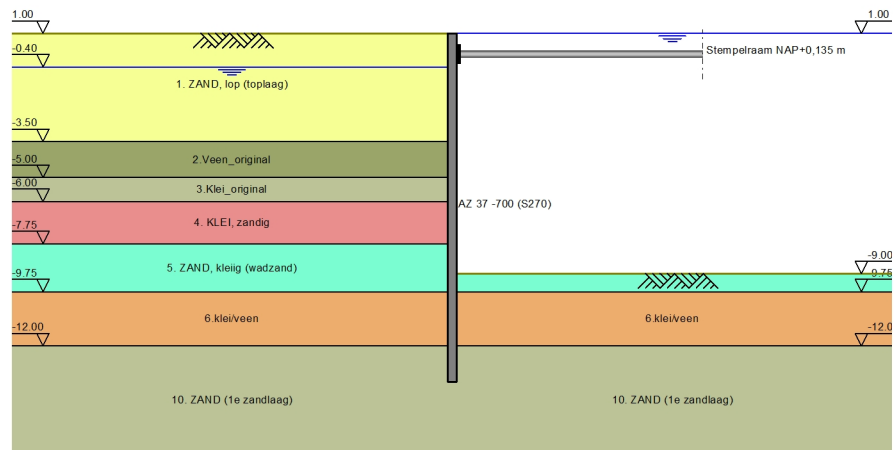 1.00
1.00
-0.40
Stempelraam NAP+0,135 m
1. ZAND, lop (toplaag)
-3.50
2.Veen_original
-5.00
3.Klei_original
-6.00
AZ 37 -700 (S270)
4. KLEI, zandig
-7.75
5. ZAND, kleiig (wadzand)
-9.00
-9.75
-9.75
6.klei/veen
6.klei/veen
-12.00
-12.0
10. ZAND (1e zandlaag)
10. ZAND (1e zandlaag)